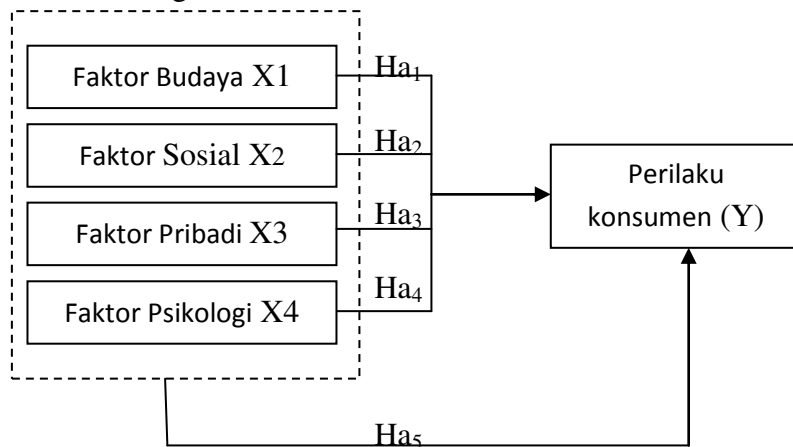 Faktor Budaya X1
Ha1
Faktor Sosial X2
Ha2
Faktor Pribadi X3
Ha3
Faktor Psikologi X4
Ha4
Perilaku
konsumen (Y)
Ha5